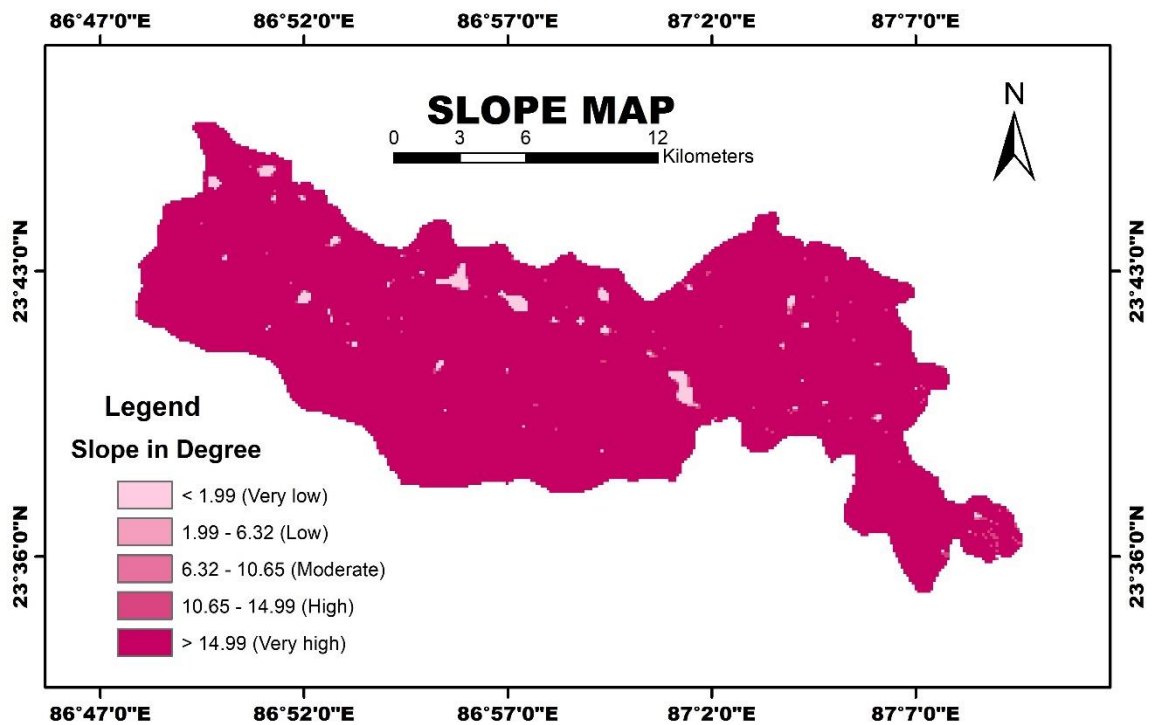 86°47'0"E 86°52'0"E 86°57'0"E 87°2'0"E 87°7'0"E
SLOPE MAP
N
0 3 6 12
Kilometers
23°43'0"N 23°43'0"N
Legend
Slope in Degree
< 1.99 (Very low)
1.99 - 6.32 (Low)
6.32 - 10.65 (Moderate)
10.65 - 14.99 (High)
> 14.99 (Very high)
23°36'0"N 23°36'0"N
86°47'0"E 86°52'0"E 86°57'0"E 87°2'0"E 87°7'0"E